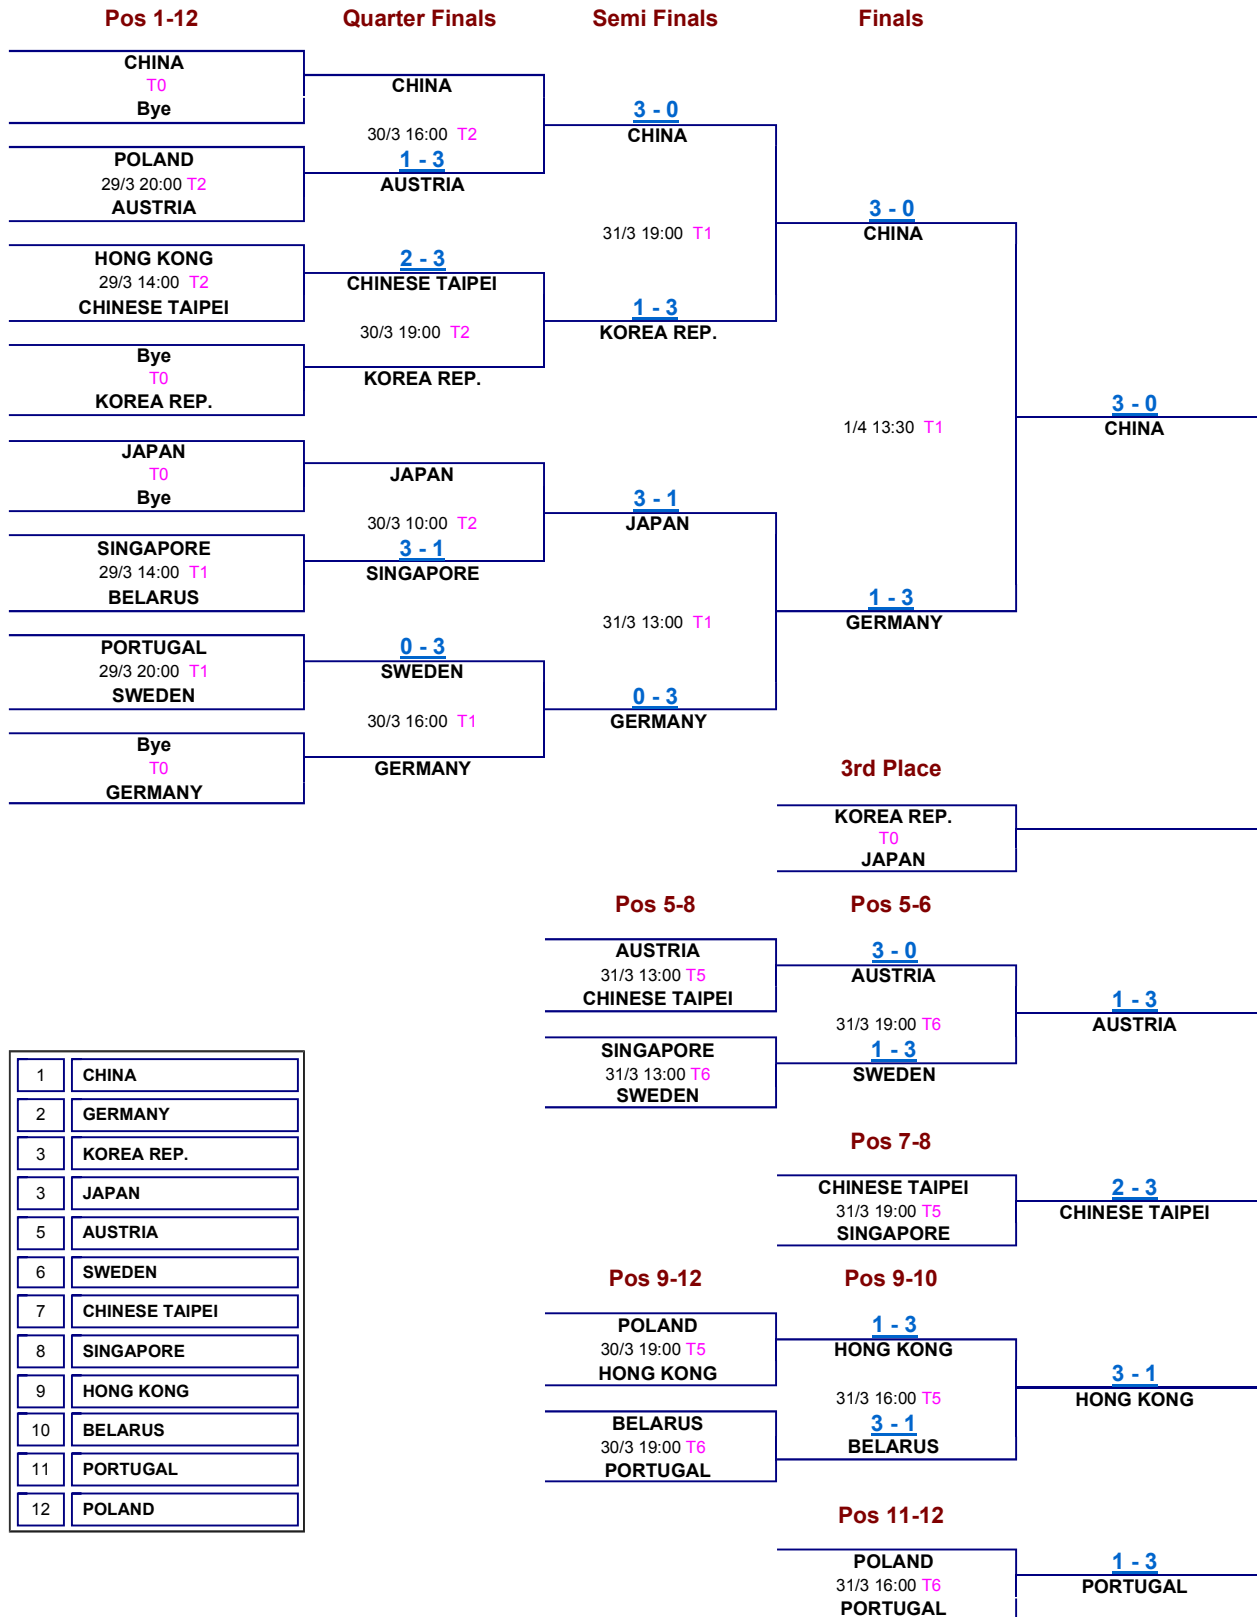 Pos 1-12
Quarter Finals
Semi Finals
Finals
CHINA
T0
Bye
POLAND
29/3 20:00 T2
AUSTRIA
HONG KONG
29/3 14:00 T2
CHINESE TAIPEI
Bye
T0
KOREA REP.
JAPAN
T0
Bye
SINGAPORE
29/3 14:00 T1
BELARUS
PORTUGAL
29/3 20:00 T1
SWEDEN
Bye
T0
GERMANY
CHINA
30/3 16:00 T2
1 - 3
AUSTRIA
2 - 3
CHINESE TAIPEI
30/3 19:00 T2
KOREA REP.
JAPAN
30/3 10:00 T2
3 - 1
SINGAPORE
0 - 3
SWEDEN
30/3 16:00 T1
GERMANY
3 - 0
CHINA
31/3 19:00 T1
1 - 3
KOREA REP.
3 - 1
JAPAN
31/3 13:00 T1
0 - 3
GERMANY
3 - 0
CHINA
1/4 13:30 T1
1 - 3
GERMANY
3 - 0
CHINA
3rd Place
KOREA REP.
T0
JAPAN
Pos 5-8
Pos 5-6
AUSTRIA
31/3 13:00 T5
CHINESE TAIPEI
SINGAPORE
31/3 13:00 T6
SWEDEN
3 - 0
AUSTRIA
31/3 19:00 T6
1 - 3
SWEDEN
1 - 3
AUSTRIA
Pos 7-8
CHINESE TAIPEI
31/3 19:00 T5
SINGAPORE
2 - 3
CHINESE TAIPEI
Pos 9-12
Pos 9-10
POLAND
30/3 19:00 T5
HONG KONG
BELARUS
30/3 19:00 T6
PORTUGAL
1 - 3
HONG KONG
31/3 16:00 T5
3 - 1
BELARUS
3 - 1
HONG KONG
Pos 11-12
POLAND
31/3 16:00 T6
PORTUGAL
1 - 3
PORTUGAL
1 CHINA
2 GERMANY
3 KOREA REP.
3 JAPAN
5 AUSTRIA
6 SWEDEN
7 CHINESE TAIPEI
8 SINGAPORE
9 HONG KONG
10 BELARUS
11 PORTUGAL
12 POLAND